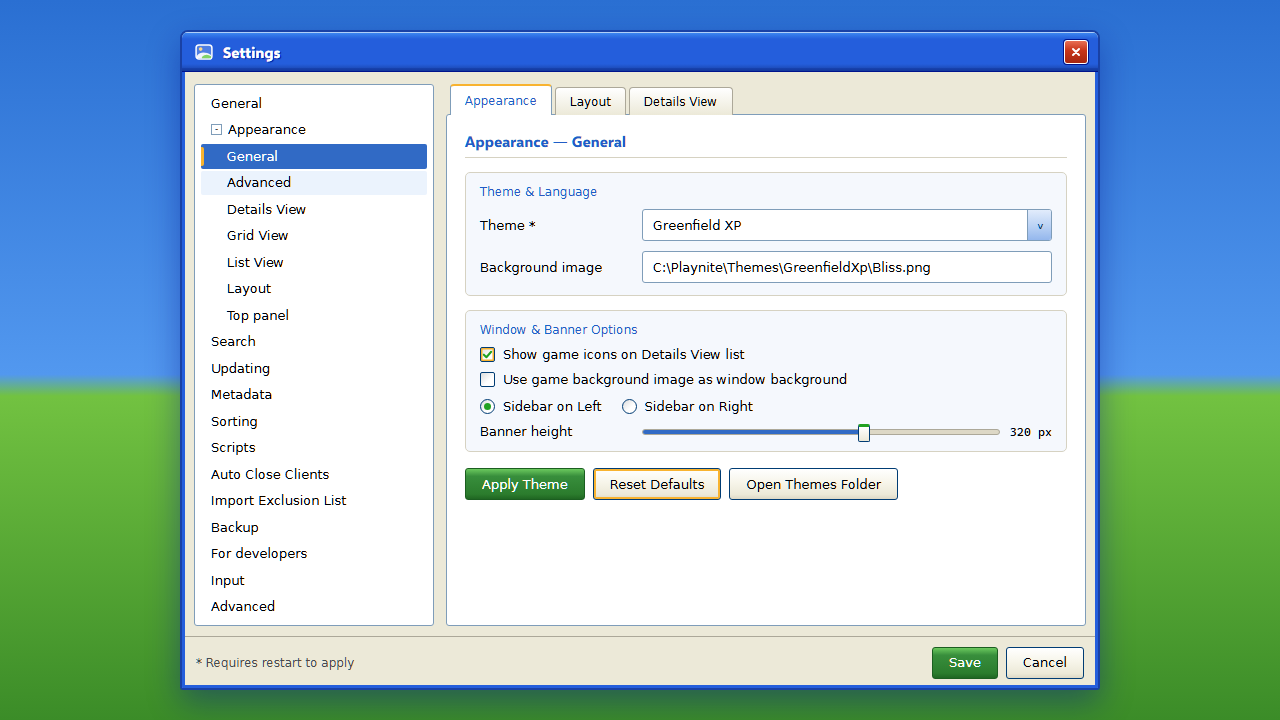 Settings
General
- Appearance
General
Advanced
Details View
Grid View
List View
Layout
Top panel
Search
Updating
Metadata
Sorting
Scripts
Auto Close Clients
Import Exclusion List
Backup
For developers
Input
Advanced
Appearance Layout Details View
Appearance — General
Theme & Language
Theme * Greenfield XP v
Background image C:\Playnite\Themes\GreenfieldXp\Bliss.png
Window & Banner Options
Show game icons on Details View list
Use game background image as window background
Sidebar on Left Sidebar on Right
Banner height 320 px
Apply Theme Reset Defaults Open Themes Folder
* Requires restart to apply
Save Cancel